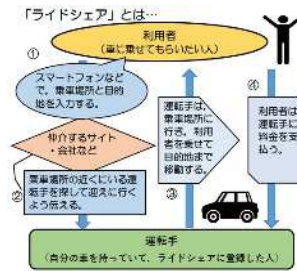 「ライドシェア」とは…
利用者
(車に乗せてもらいたい人)
①
スマートフォンなど
で、乗車場所と目的
地を入力する。
仲介するサイト
・会社など
②
乗車場所の近くにいる運
転手を探して迎えに行く
よう伝える。
運転手は、
乗車場所に
行き、利用
者を乗せて
目的地まで
移動する。
③
④
利用者は
運転手に
料金を支
払う。
運転手
(自分の車を持っていて、ライドシェアに登録した人)